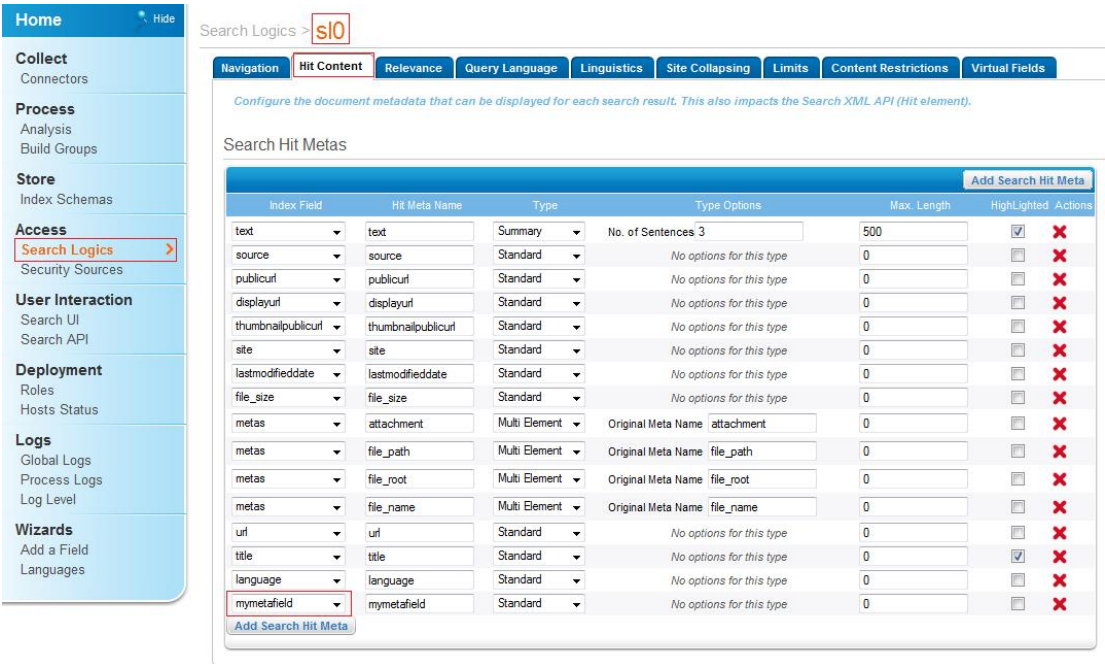 Home
Hide
Collect
Connectors
Process
Analysis
Build Groups
Store
Index Schemas
Access
Search Logics
Security Sources
User Interaction
Search UI
Search API
Deployment
Roles
Hosts Status
Logs
Global Logs
Process Logs
Log Level
Wizards
Add a Field
Languages
Search Logics > sl0
Navigation Hit Content Relevance Query Language Linguistics Site Collapsing Limits Content Restrictions Virtual Fields
Configure the document metadata that can be displayed for each search result. This also impacts the Search XML API (Hit element).
Search Hit Metas
Add Search Hit Meta
Index Field Hit Meta Name Type Type Options Max. Length HighLighted Actions
text text Summary No. of Sentences 3 500
source source Standard No options for this type 0
publicurl publicurl Standard No options for this type 0
displayurl displayurl Standard No options for this type 0
thumbnailpublicurl thumbnailpublicurl Standard No options for this type 0
site site Standard No options for this type 0
lastmodifieddate lastmodifieddate Standard No options for this type 0
file_size file_size Standard No options for this type 0
metas attachment Multi Element Original Meta Name attachment 0
metas file_path Multi Element Original Meta Name file_path 0
metas file_root Multi Element Original Meta Name file_root 0
metas file_name Multi Element Original Meta Name file_name 0
url url Standard No options for this type 0
title title Standard No options for this type 0
language language Standard No options for this type 0
mymetafield mymetafield Standard No options for this type 0
Add Search Hit Meta